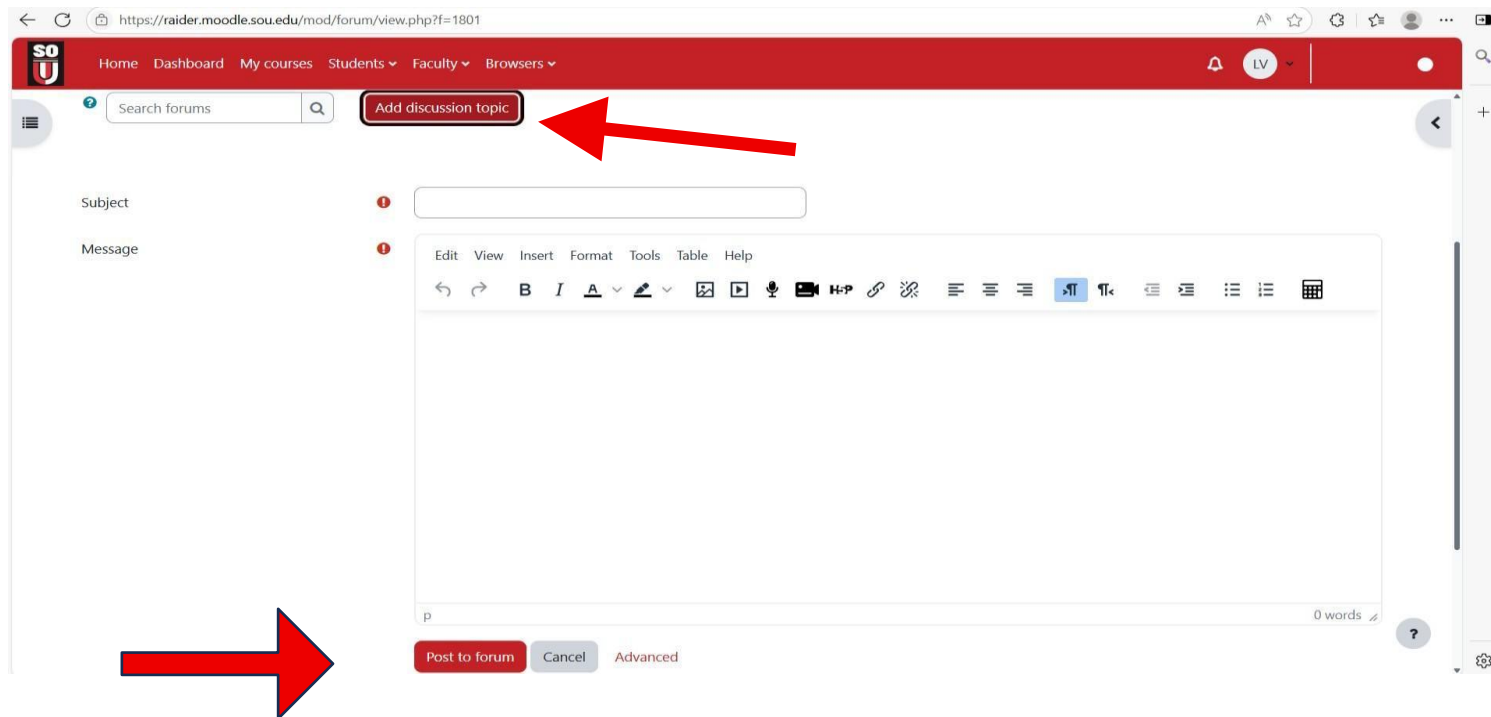 https://raider.moodle.sou.edu/mod/forum/view.php?f=1801
SO
U
Home Dashboard My courses Students Faculty Browsers LV
Search forums Add discussion topic
Subject
Message
Edit View Insert Format Tools Table Help
B I A H-P
p 0 words
Post to forum Cancel Advanced